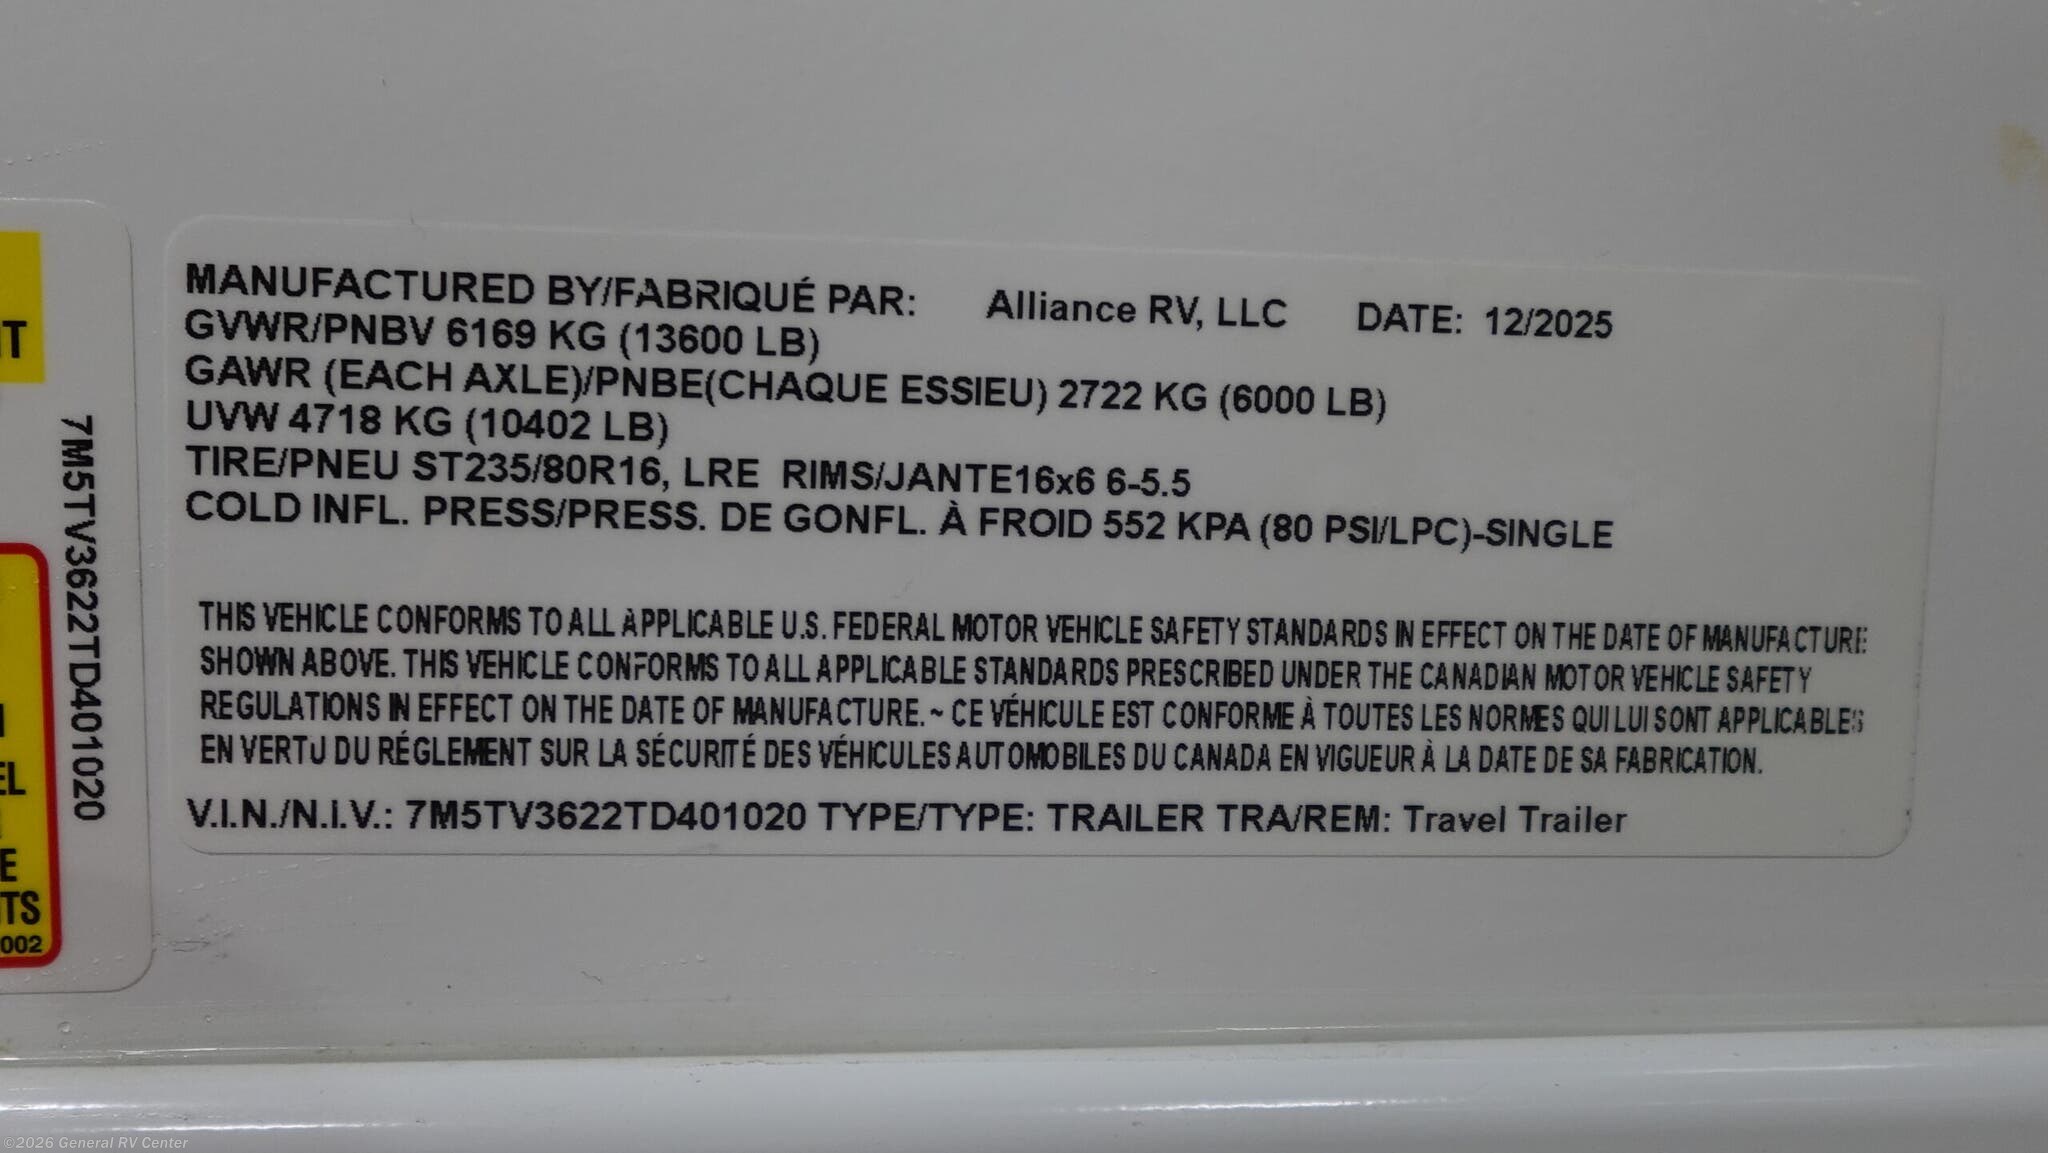 MANUFACTURED BY/FABRIQUÉ PAR: Alliance RV, LLC DATE: 12/2025
GVWR/PNBV 6169 KG (13600 LB)
GAWR (EACH AXLE)/PNBE(CHAQUE ESSIEU) 2722 KG (6000 LB)
UVW 4718 KG (10402 LB)
TIRE/PNEU ST235/80R16, LRE RIMS/JANTE16x6 6-5.5
COLD INFL. PRESS/PRESS. DE GONFL. À FROID 552 KPA (80 PSI/LPC)-SINGLE
THIS VEHICLE CONFORMS TO ALL APPLICABLE U.S. FEDERAL MOTOR VEHICLE SAFETY STANDARDS IN EFFECT ON THE DATE OF MANUFACTURE
SHOWN ABOVE. THIS VEHICLE CONFORMS TO ALL APPLICABLE STANDARDS PRESCRIBED UNDER THE CANADIAN MOTOR VEHICLE SAFETY
REGULATIONS IN EFFECT ON THE DATE OF MANUFACTURE. ~ CE VÉHICULE EST CONFORME À TOUTES LES NORMES QUI LUI SONT APPLICABLES
EN VERTU DU RÉGLEMENT SUR LA SÉCURITÉ DES VÉHICULES AUTOMOBILES DU CANADA EN VIGUEUR À LA DATE DE SA FABRICATION.
V.I.N./N.I.V.: 7M5TV3622TD401020 TYPE/TYPE: TRAILER TRA/REM: Travel Trailer
7M5TV3622TD401020
NT
EL
E
TS
002
©2026 General RV Center